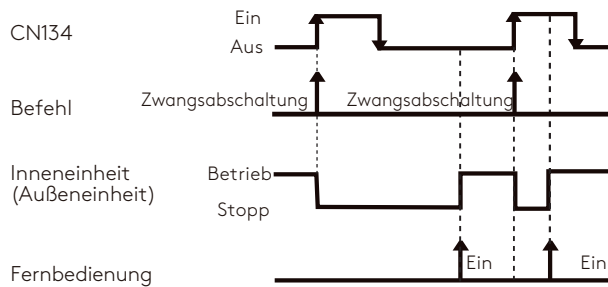 CN134
Ein
Aus
Befehl
Zwangsabschaltung
Zwangsabschaltung
Inneneinheit
(Außeneinheit)
Betrieb
Stopp
Fernbedienung
Ein
Ein